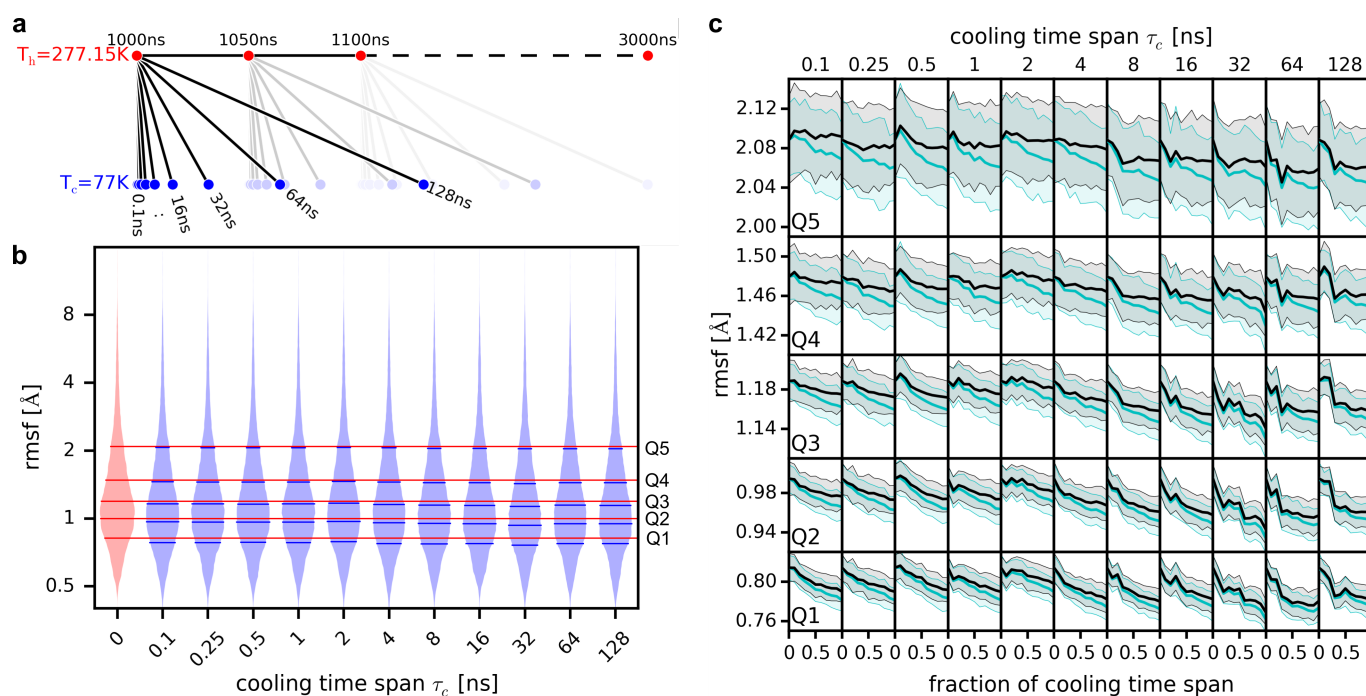 a
1000ns 1050ns 1100ns 3000ns
Tₕ=277.15K
T꜀=77K
0.1ns
:
16ns
32ns
64ns
128ns
b
rmsf [Å]
8
4
2
1
0.5
Q5
Q4
Q3
Q2
Q1
0 0.1 0.25 0.5 1 2 4 8 16 32 64 128
cooling time span τ꜀ [ns]
c
cooling time span τ꜀ [ns]
0.1 0.25 0.5 1 2 4 8 16 32 64 128
rmsf [Å]
2.12
2.08
2.04
2.00
Q5
1.50
1.46
1.42
Q4
1.18
1.14
Q3
0.98
0.94
Q2
0.80
0.76
Q1
0 0.5 0 0.5 0 0.5 0 0.5 0 0.5 0 0.5 0 0.5 0 0.5 0 0.5 0 0.5 0 0.5
fraction of cooling time span